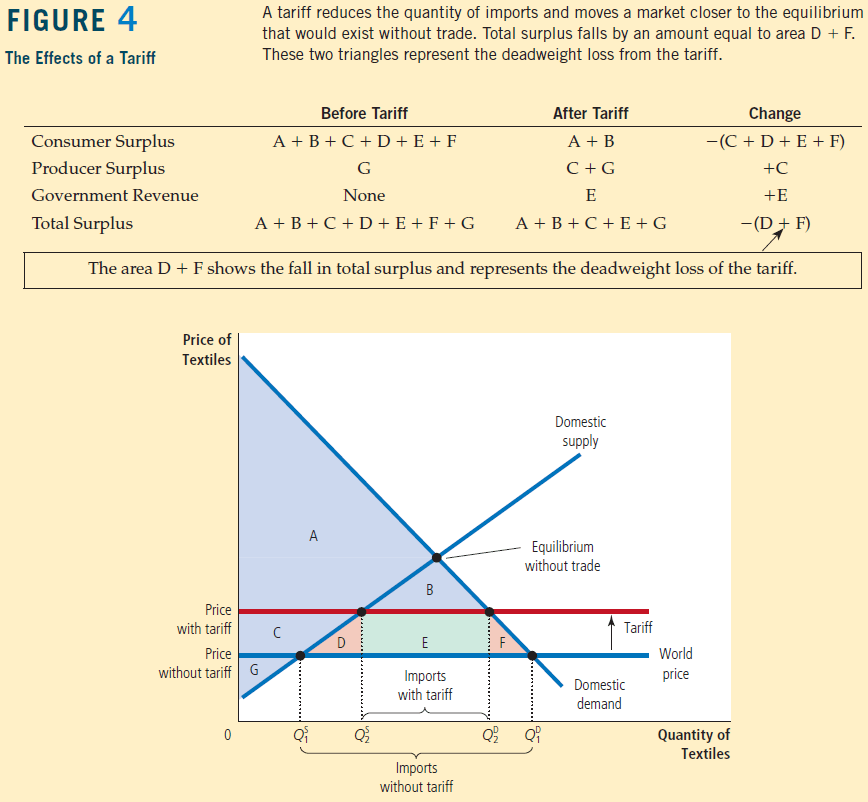 FIGURE 4
The Effects of a Tariff
A tariff reduces the quantity of imports and moves a market closer to the equilibrium
that would exist without trade. Total surplus falls by an amount equal to area D + F.
These two triangles represent the deadweight loss from the tariff.
Before Tariff After Tariff Change
Consumer Surplus A + B + C + D + E + F A + B −(C + D + E + F)
Producer Surplus G C + G +C
Government Revenue None E +E
Total Surplus A + B + C + D + E + F + G A + B + C + E + G −(D + F)
The area D + F shows the fall in total surplus and represents the deadweight loss of the tariff.
Price of
Textiles
Domestic
supply
A
Equilibrium
without trade
B
Price
with tariff
C
D
E
F
Tariff
Price
without tariff
G
World
price
Imports
with tariff
Domestic
demand
0
Q₁ˢ
Q₂ˢ
Q₂ᴰ
Q₁ᴰ
Quantity of
Textiles
Imports
without tariff